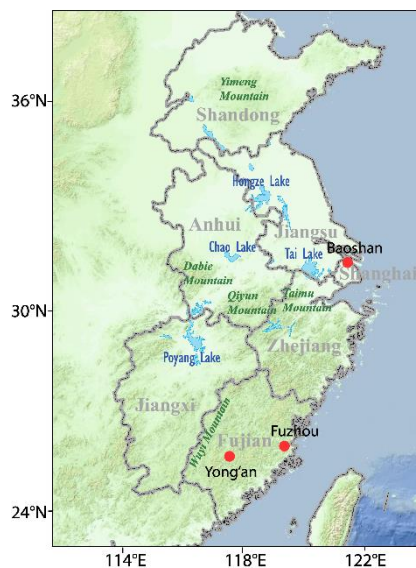 Yimeng
Mountain
36°N
Shandong
Hongze Lake
Anhui
Jiangsu
Baoshan
Chao Lake
Tai Lake
Shanghai
Dabie
Mountain
Qiyun
Mountain
Taimu
Mountain
30°N
Zhejiang
Poyang Lake
Jiangxi
Wuyi Mountain
Fuzhou
Fujian
Yong'an
24°N
114°E
118°E
122°E